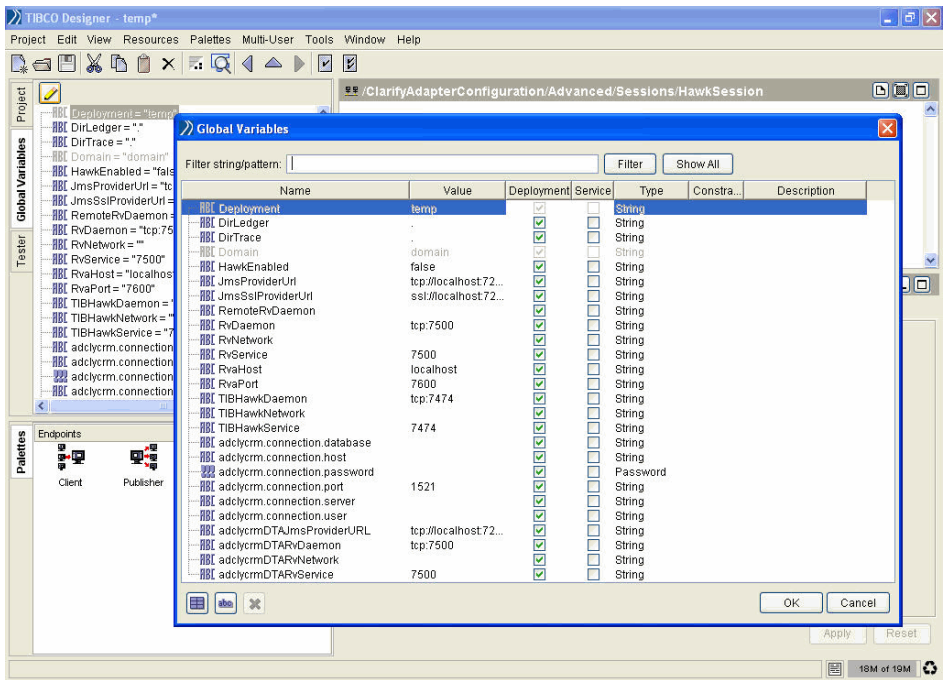 TIBCO Designer - temp*
Project Edit View Resources Palettes Multi-User Tools Window Help
Project
Global Variables
Tester
Deployment = "temp"
DirLedger = "."
DirTrace = "."
Domain = "domain"
HawkEnabled = "fals
JmsProviderUrl = "tc
JmsSslProviderUrl =
RemoteRvDaemon =
RvDaemon = "tcp:75
RvNetwork = ""
RvService = "7500"
RvaHost = "localhos
RvaPort = "7600"
TIBHawkDaemon = "
TIBHawkNetwork = "
TIBHawkService = "7
adclycrm.connection
adclycrm.connection
adclycrm.connection
/ClarifyAdapterConfiguration/Advanced/Sessions/HawkSession
Palettes
Endpoints
Client Publisher
Global Variables
Filter string/pattern: Filter Show All
Name Value Deployment Service Type Constra... Description
Deployment temp String
DirLedger . String
DirTrace . String
Domain domain String
HawkEnabled false String
JmsProviderUrl tcp://localhost:72... String
JmsSslProviderUrl ssl://localhost:72... String
RemoteRvDaemon String
RvDaemon tcp:7500 String
RvNetwork String
RvService 7500 String
RvaHost localhost String
RvaPort 7600 String
TIBHawkDaemon tcp:7474 String
TIBHawkNetwork String
TIBHawkService 7474 String
adclycrm.connection.database String
adclycrm.connection.host String
adclycrm.connection.password Password
adclycrm.connection.port 1521 String
adclycrm.connection.server String
adclycrm.connection.user String
adclycrmDTAJmsProviderURL tcp://localhost:72... String
adclycrmDTARvDaemon tcp:7500 String
adclycrmDTARvNetwork String
adclycrmDTARvService 7500 String
abc
OK Cancel
Apply Reset
18M of 19M